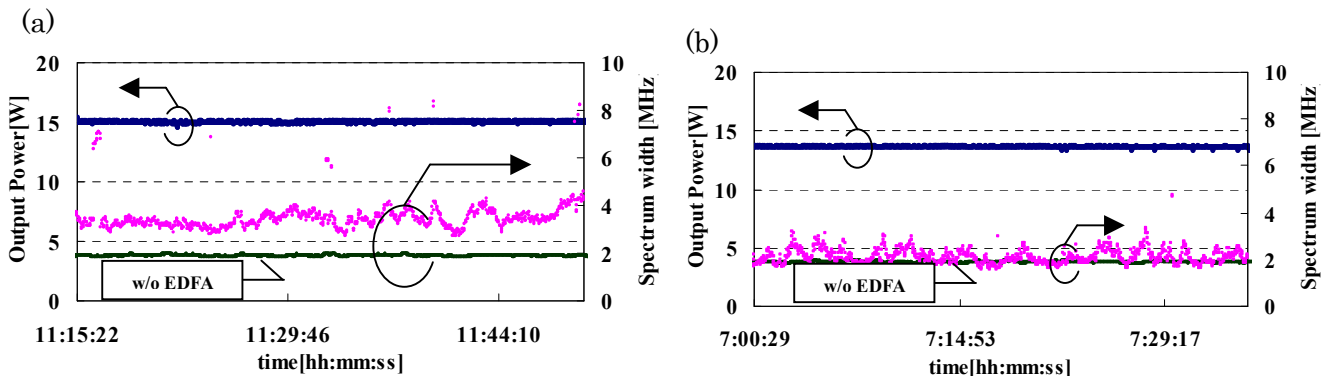 (a)
20
15
10
5
0
Output Power[W]
10
8
6
4
2
0
Spectrum width [MHz]
w/o EDFA
11:15:22
11:29:46
11:44:10
time[hh:mm:ss]
(b)
20
15
10
5
0
Output Power[W]
10
8
6
4
2
0
Spectrum width [MHz]
w/o EDFA
7:00:29
7:14:53
7:29:17
time[hh:mm:ss]